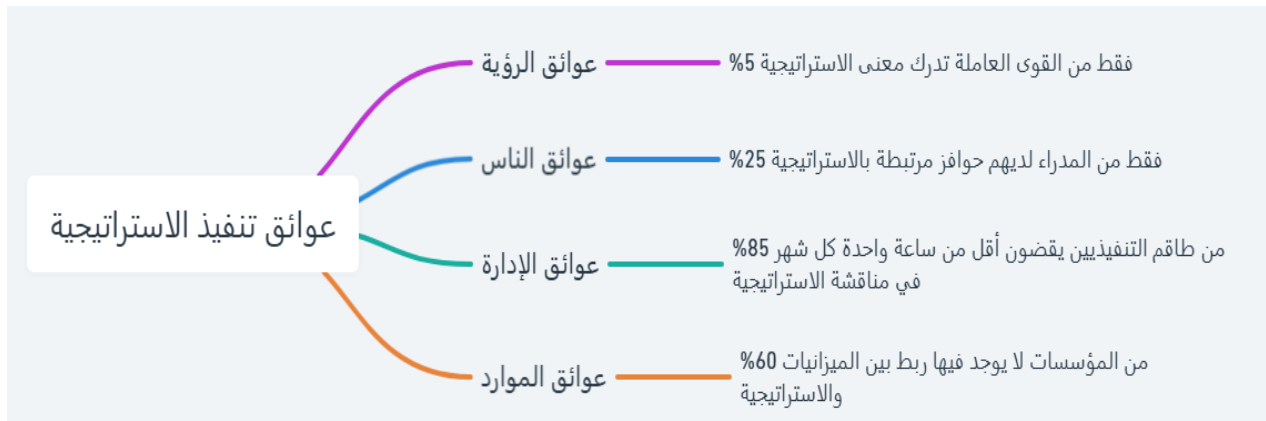 عوائق تنفيذ الاستراتيجية
عوائق الرؤية
فقط من القوى العاملة تدرك معنى الاستراتيجية 5%
عوائق الناس
فقط من المدراء لديهم حوافز مرتبطة بالاستراتيجية 25%
عوائق الإدارة
من طاقم التنفيذيين يقضون أقل من ساعة واحدة كل شهر 85%
في مناقشة الاستراتيجية
عوائق الموارد
من المؤسسات لا يوجد فيها ربط بين الميزانيات 60%
والاستراتيجية